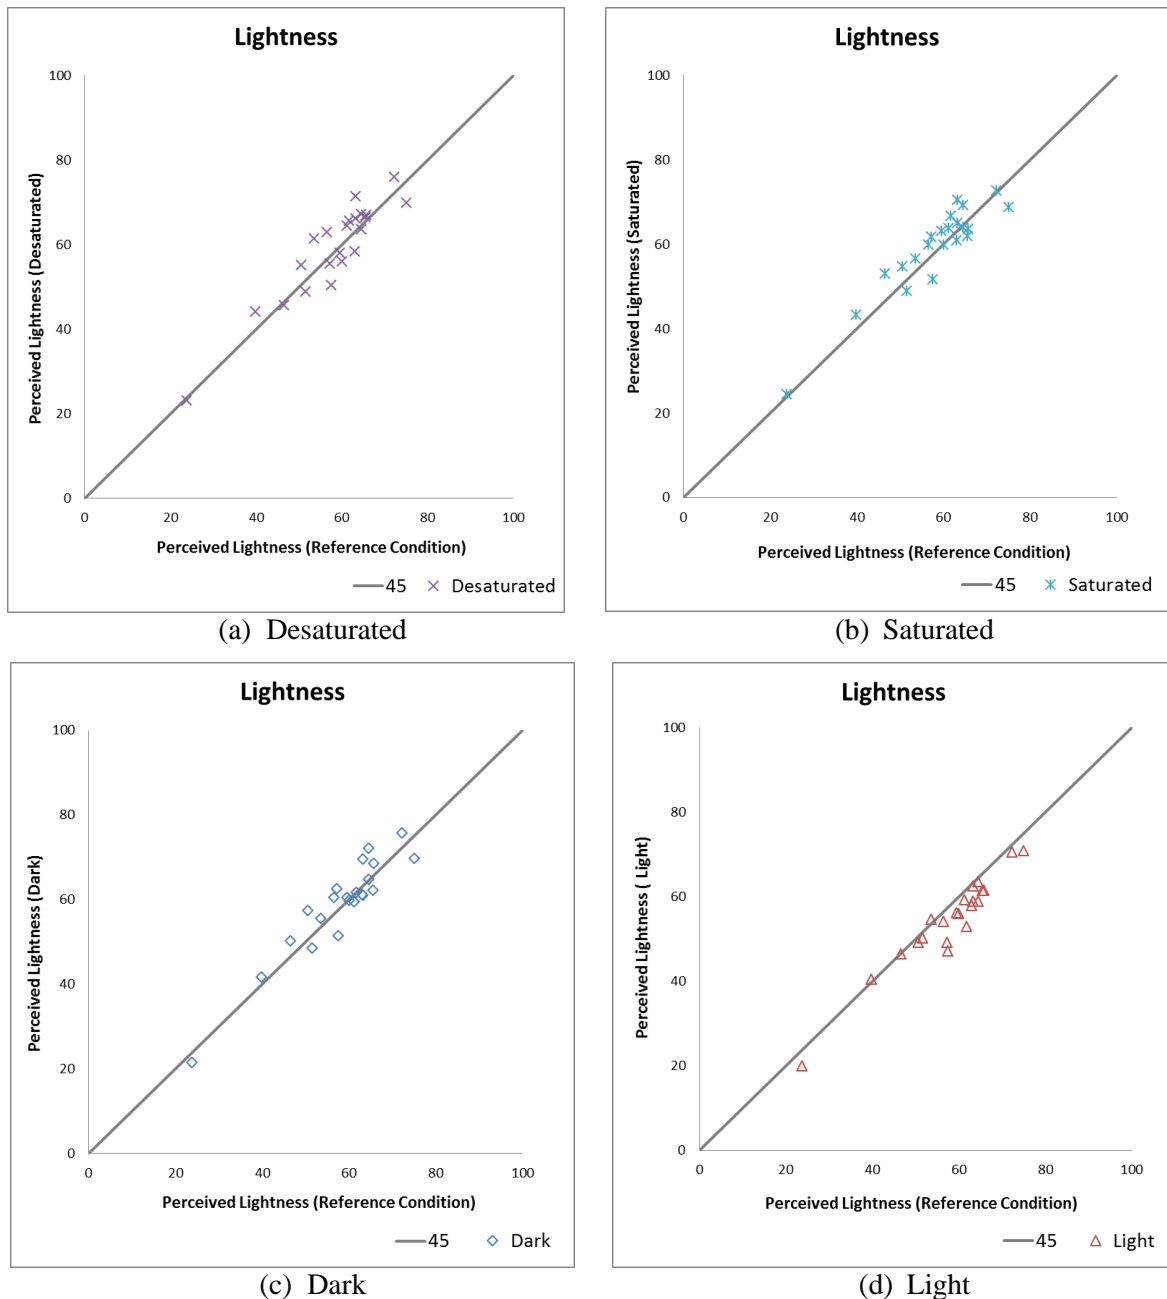 Lightness
100
80
60
40
20
0
0 20 40 60 80 100
Perceived Lightness (Desaturated)
Perceived Lightness (Reference Condition)
45 Desaturated
(a) Desaturated
Lightness
100
80
60
40
20
0
0 20 40 60 80 100
Perceived Lightness (Saturated)
Perceived Lightness (Reference Condition)
45 Saturated
(b) Saturated
Lightness
100
80
60
40
20
0
0 20 40 60 80 100
Perceived Lightness (Dark)
Perceived Lightness (Reference Condition)
45 Dark
(c) Dark
Lightness
100
80
60
40
20
0
0 20 40 60 80 100
Perceived Lightness ( Light)
Perceived Lightness (Reference Condition)
45 Light
(d) Light